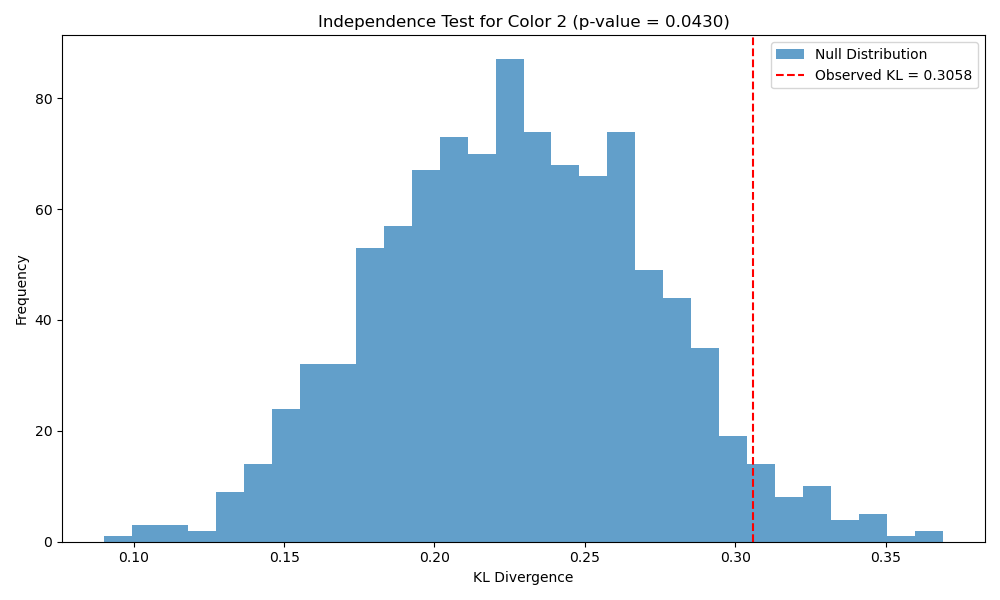 Independence Test for Color 2 (p-value = 0.0430)
Null Distribution
Observed KL = 0.3058
Frequency
80
60
40
20
0
0.10 0.15 0.20 0.25 0.30 0.35
KL Divergence